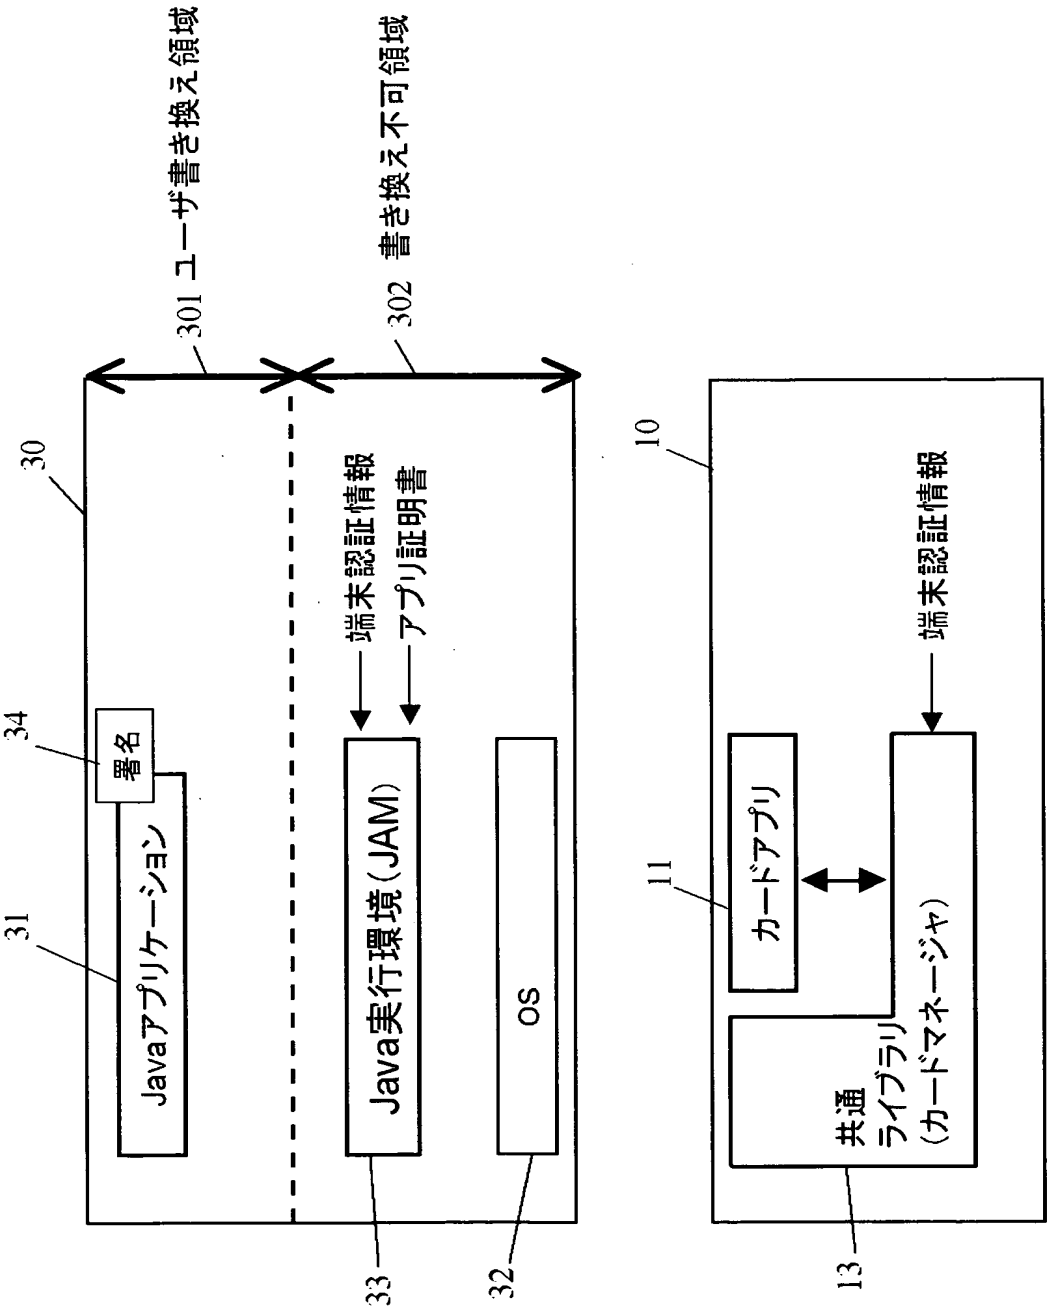 30
301 ユーザ書き換え領域
31
34
Javaアプリケーション
署名
302 書き換え不可領域
33
Java実行環境(JAM)
端末認証情報
アプリ証明書
32
OS
10
11
カードアプリ
13
共通
ライブラリ
(カードマネージャ)
端末認証情報